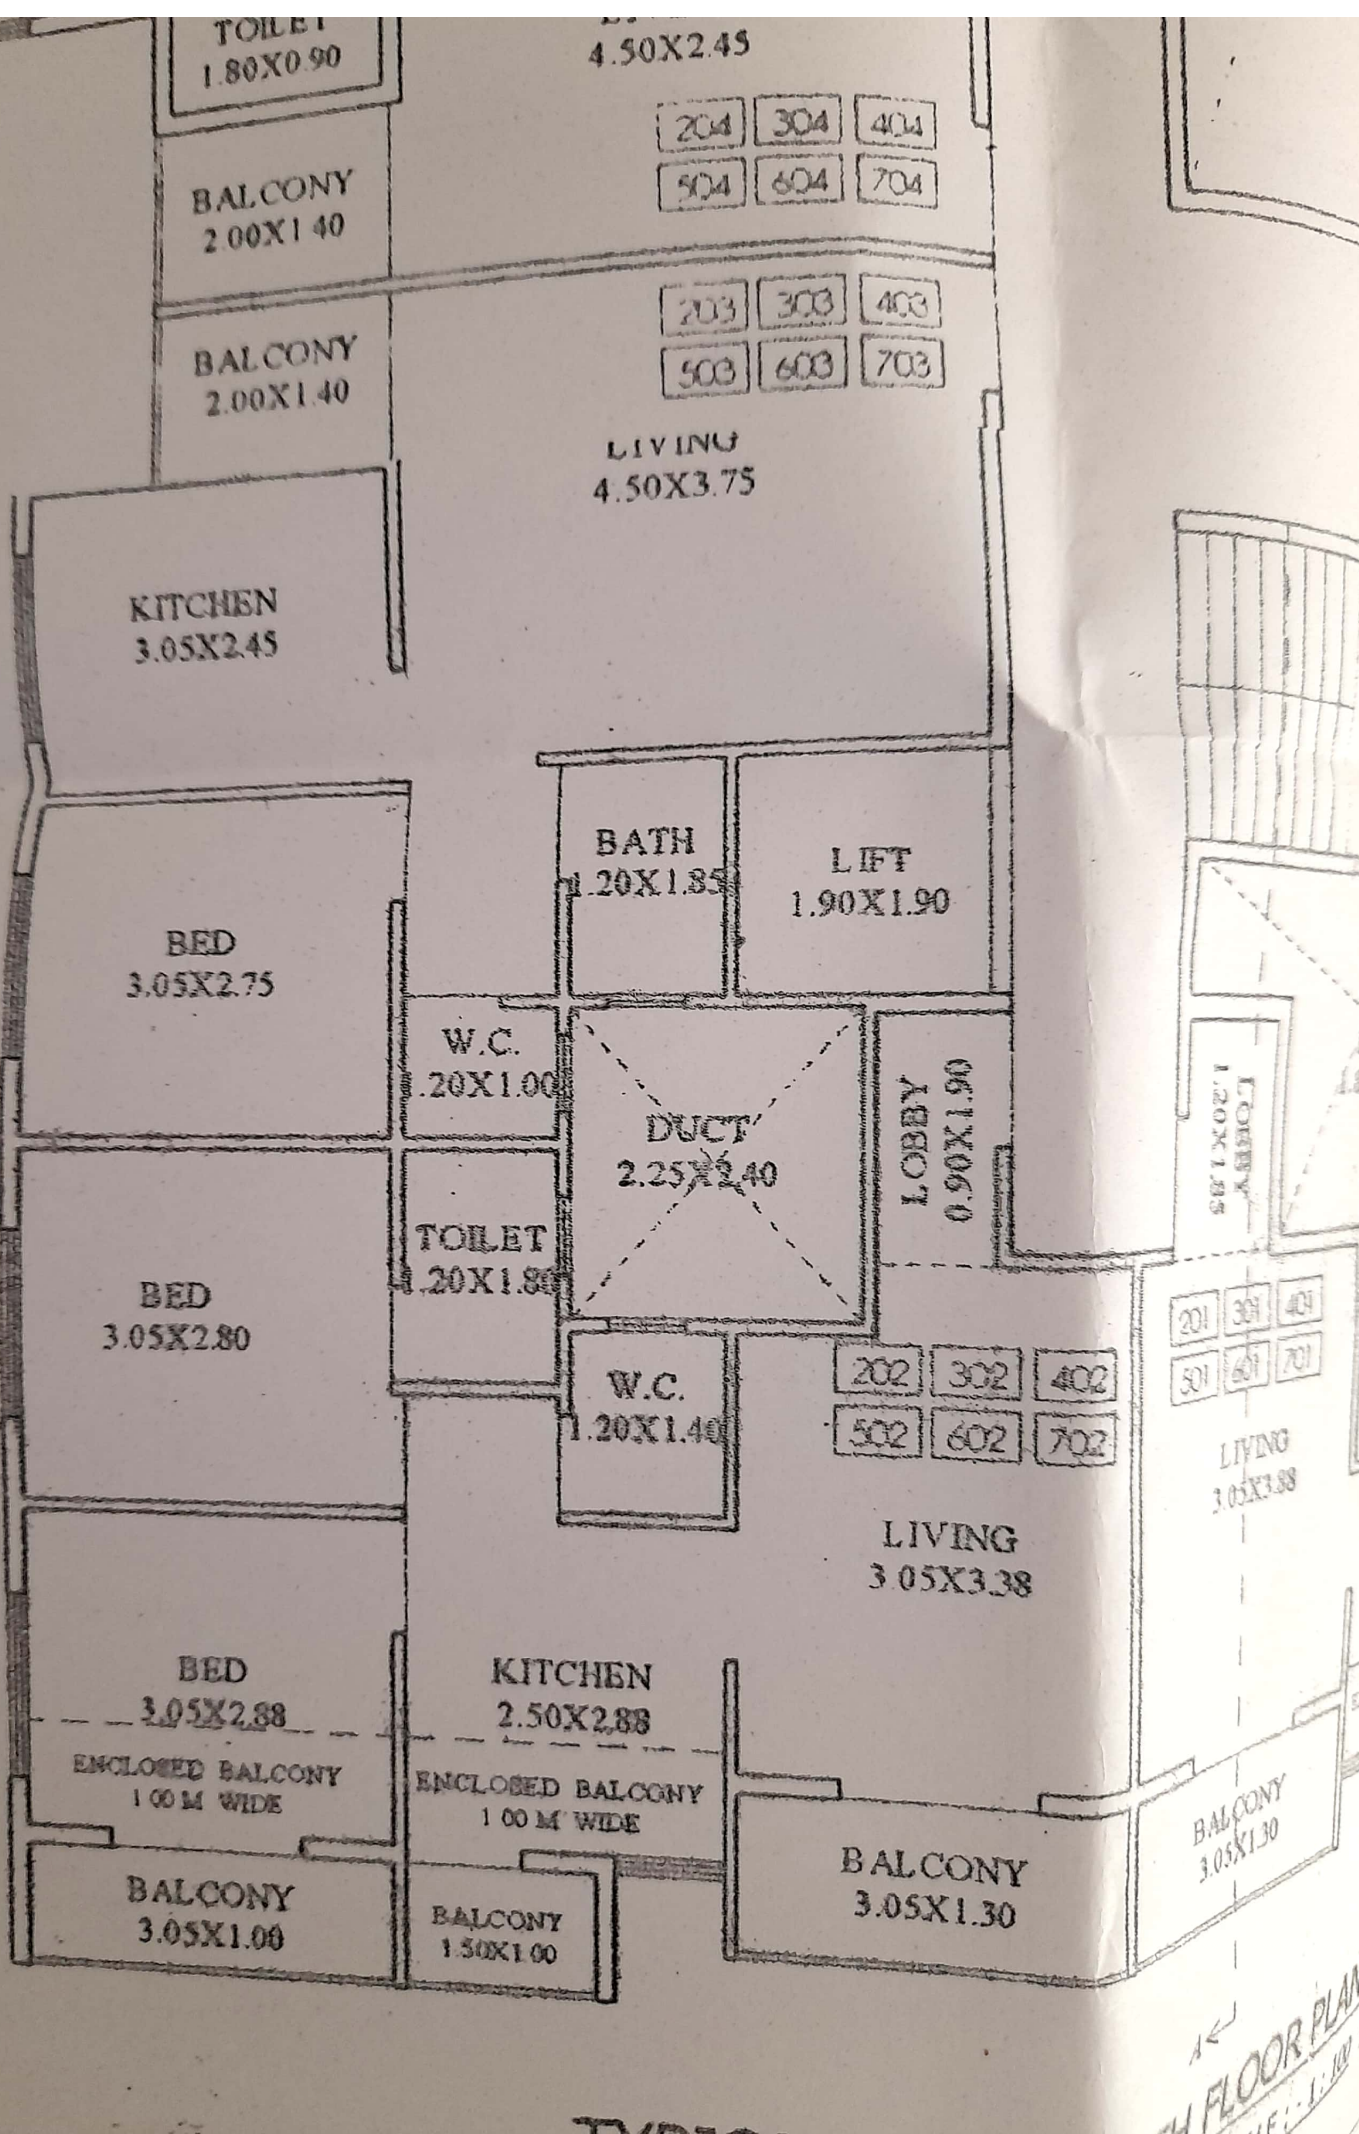 TOILET
1.80X0.90
4.50X2.45
204 304 404
504 604 704
BALCONY
2.00X1.40
203 303 403
503 603 703
BALCONY
2.00X1.40
LIVING
4.50X3.75
KITCHEN
3.05X2.45
BATH
1.20X1.85
LIFT
1.90X1.90
BED
3.05X2.75
W.C.
1.20X1.00
DUCT
2.25X2.40
LOBBY
0.90X1.90
LOBBY
1.20X1.85
TOILET
1.20X1.80
BED
3.05X2.80
W.C.
1.20X1.40
202 302 402
502 602 702
201 301 401
501 601 701
LIVING
3.05X3.88
LIVING
3.05X3.38
BED
3.05X2.88
KITCHEN
2.50X2.88
ENCLOSED BALCONY
1 00 M WIDE
ENCLOSED BALCONY
1 00 M WIDE
BALCONY
3.05X1.00
BALCONY
1.50X1.00
BALCONY
3.05X1.30
BALCONY
3.05X1.30
A
FLOOR PLAN
1:100